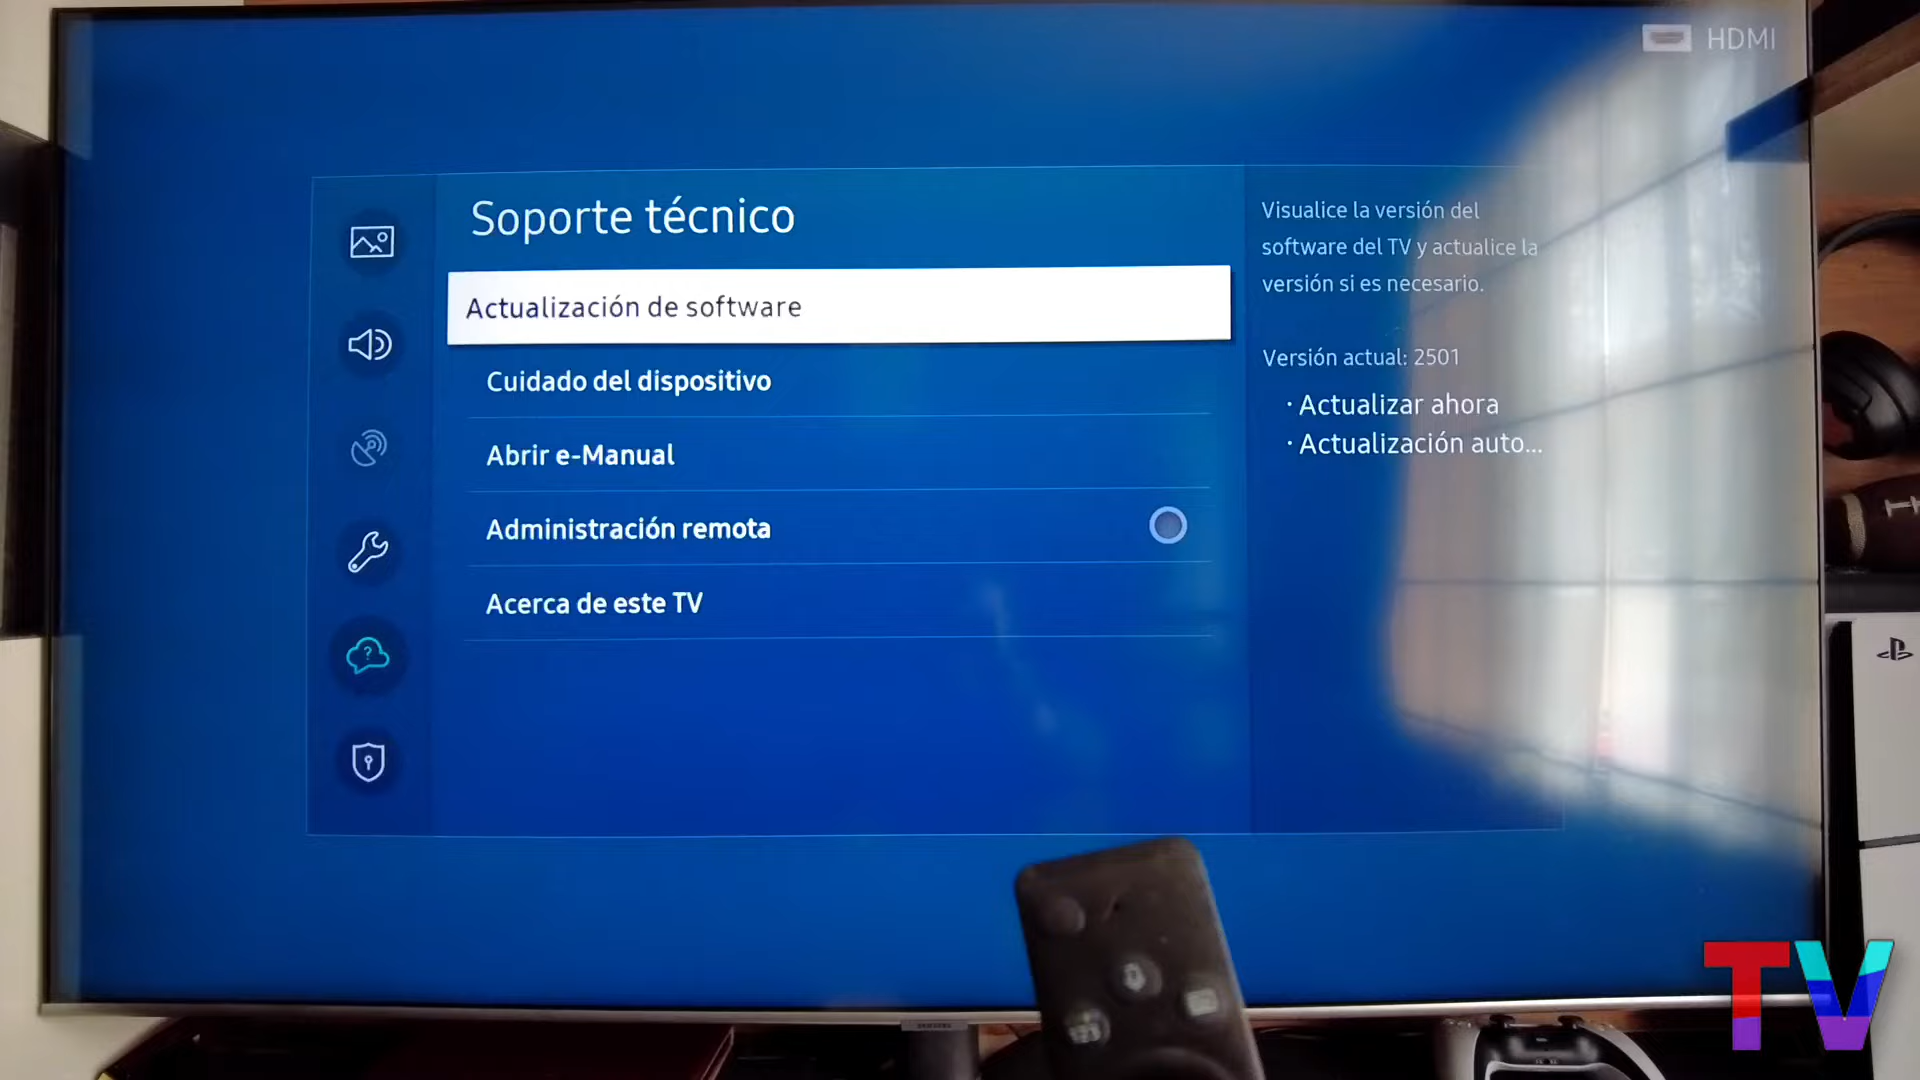 HDMI
Soporte técnico
Actualización de software
Cuidado del dispositivo
Abrir e-Manual
Administración remota
Acerca de este TV
Visualice la versión del
software del TV y actualice la
versión si es necesario.
Versión actual: 2501
· Actualizar ahora
· Actualización auto...
SAMSUNG
123
TV